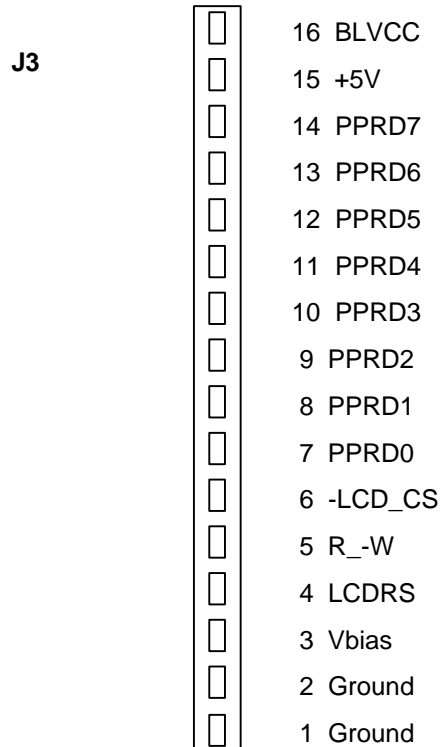 J3
16 BLVCC
15 +5V
14 PPRD7
13 PPRD6
12 PPRD5
11 PPRD4
10 PPRD3
9 PPRD2
8 PPRD1
7 PPRD0
6 -LCD_CS
5 R_-W
4 LCDRS
3 Vbias
2 Ground
1 Ground